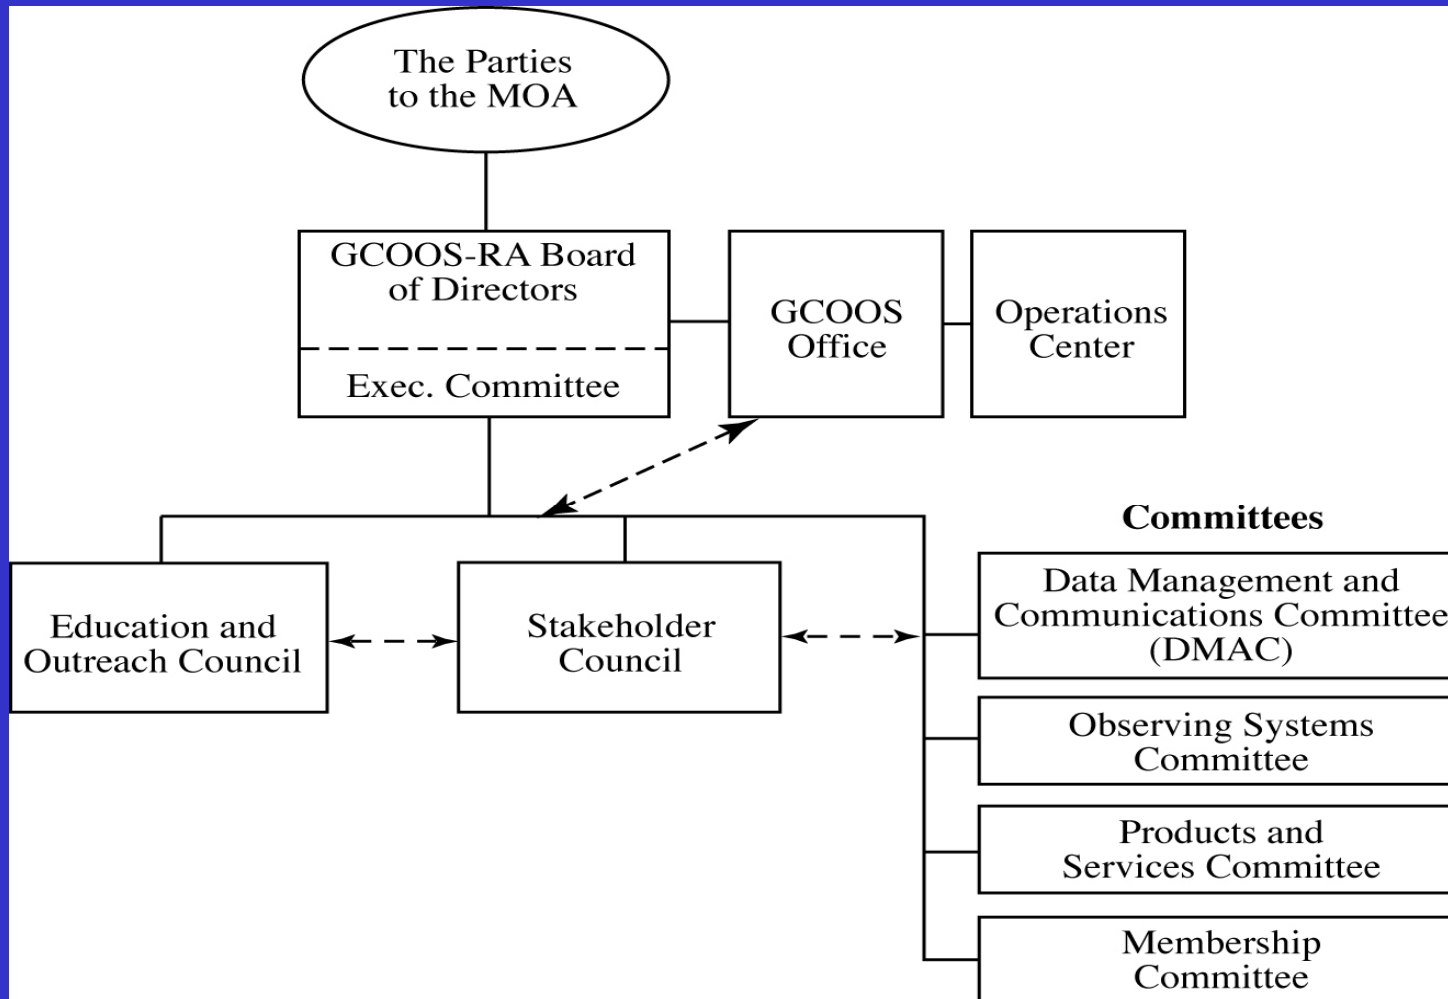 The Parties
to the MOA
GCOOS-RA Board
of Directors
Exec. Committee
GCOOS
Office
Operations
Center
Education and
Outreach Council
Stakeholder
Council
Committees
Data Management and
Communications Committee
(DMAC)
Observing Systems
Committee
Products and
Services Committee
Membership
Committee